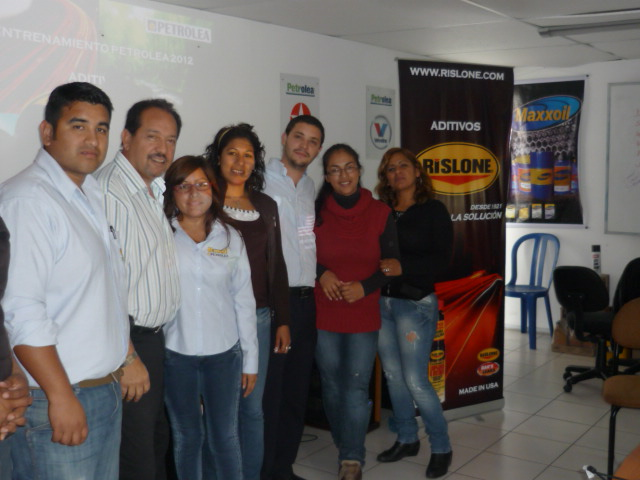 PETROLEA
ENTRENAMIENTO PETROLEA 2012
Petrolea
Petrolea
WWW.RISLONE.COM
ADITIVOS
RISLONE
DESDE 1921
LA SOLUCIÓN
MADE IN USA
Maxxoil